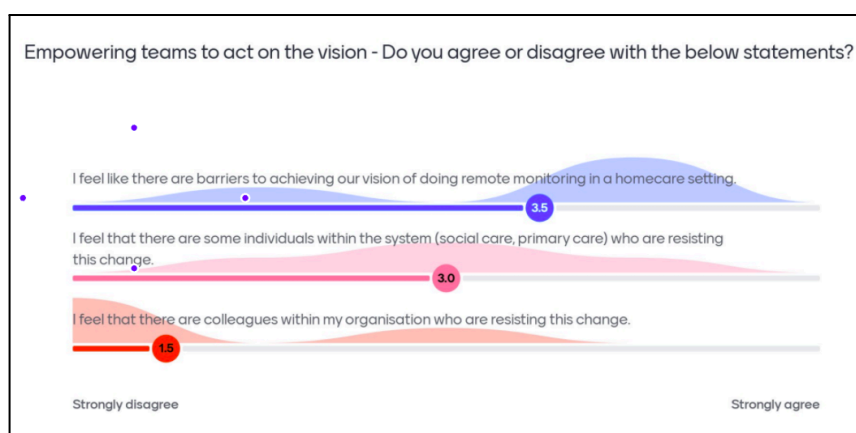 Empowering teams to act on the vision - Do you agree or disagree with the below statements?
I feel like there are barriers to achieving our vision of doing remote monitoring in a homecare setting.
3.5
I feel that there are some individuals within the system (social care, primary care) who are resisting
this change.
3.0
I feel that there are colleagues within my organisation who are resisting this change.
1.5
Strongly disagree
Strongly agree